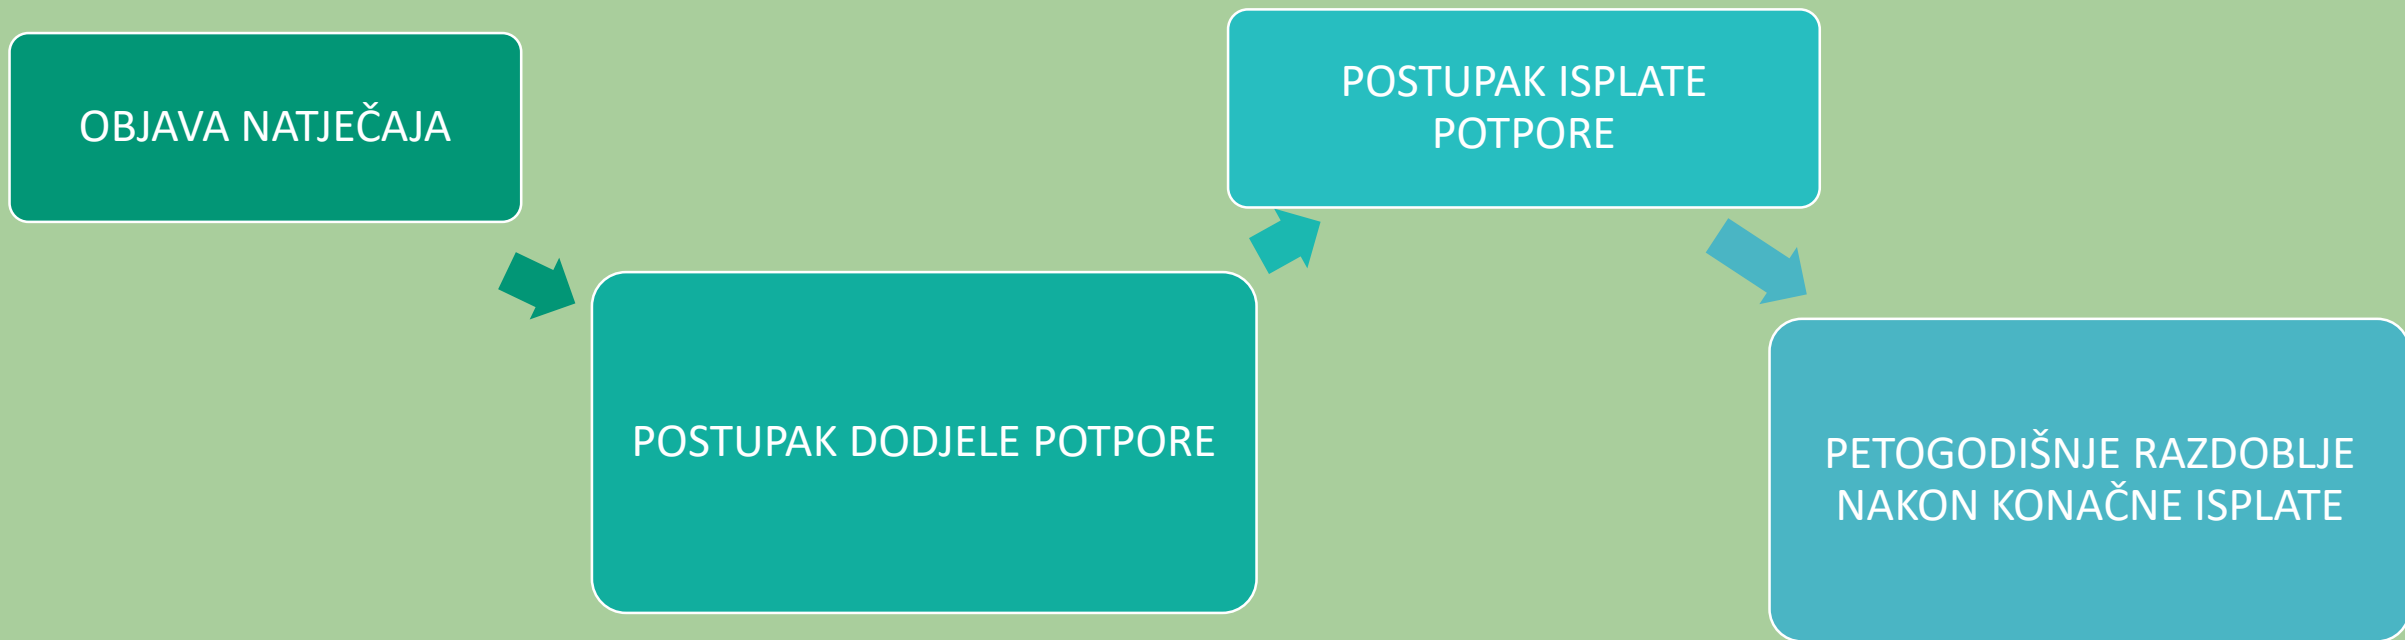 OBJAVA NATJEČAJA
POSTUPAK DODJELE POTPORE
POSTUPAK ISPLATE
POTPORE
PETOGODIŠNJE RAZDOBLJE
NAKON KONAČNE ISPLATE